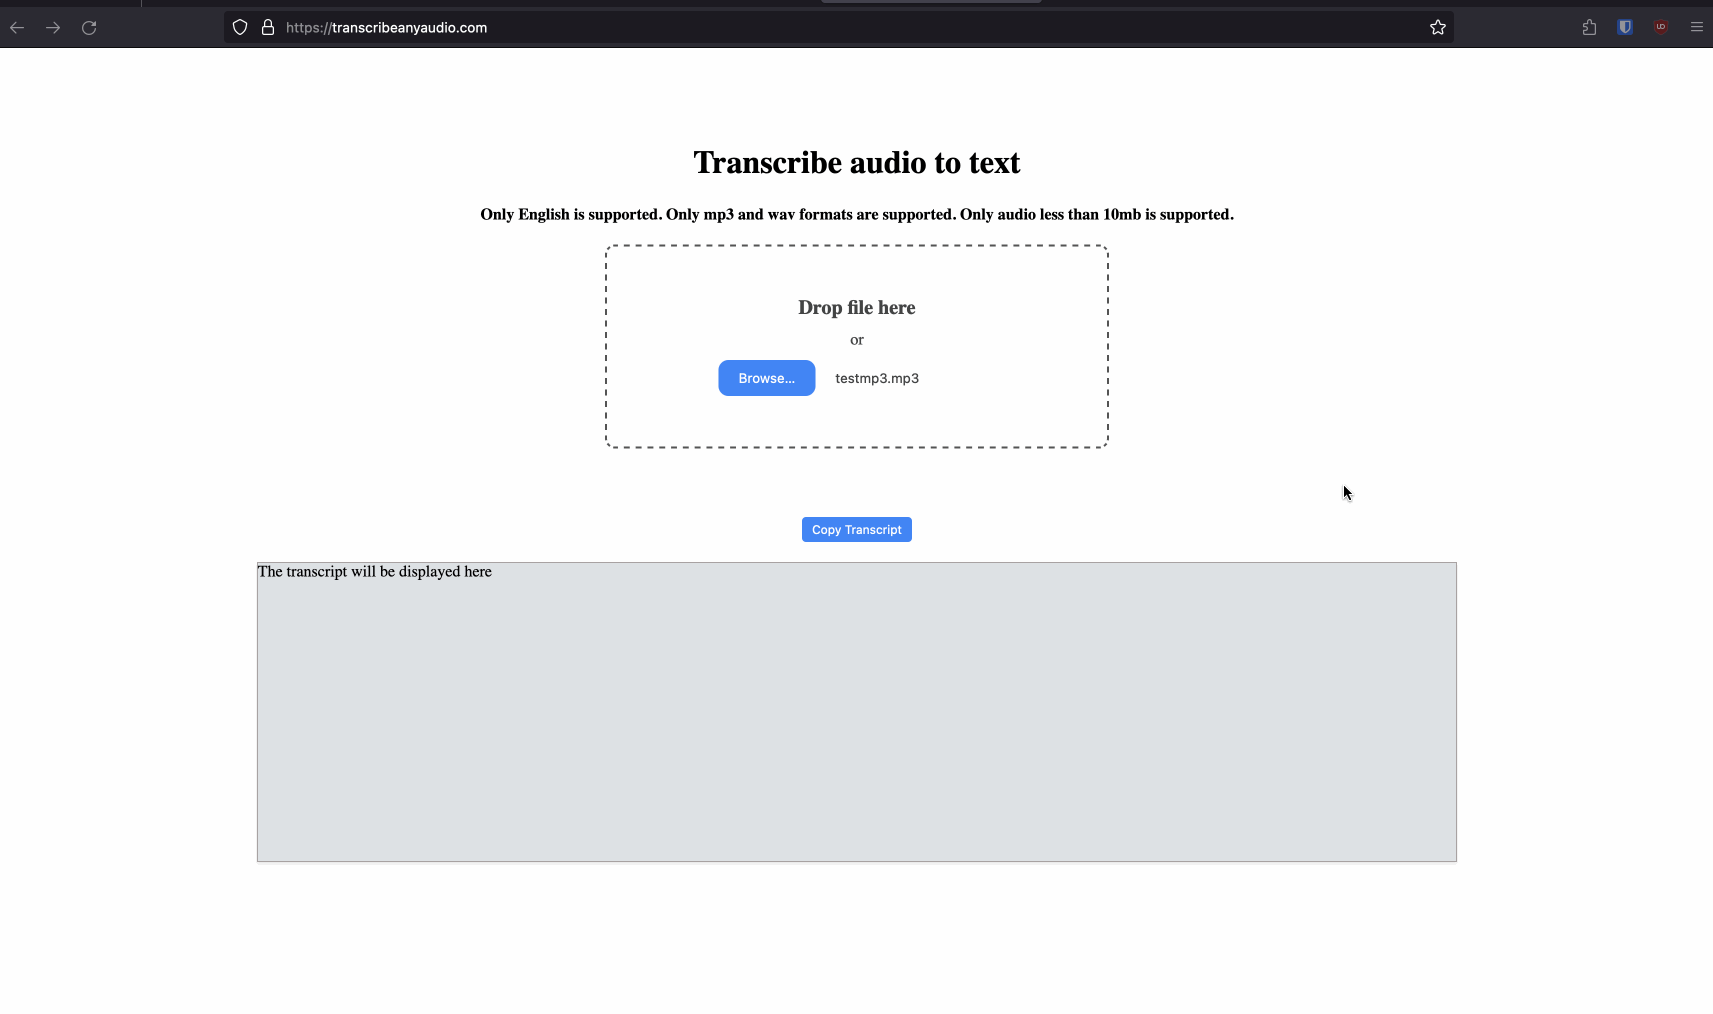 https://transcribeanyaudio.com
Transcribe audio to text
Only English is supported. Only mp3 and wav formats are supported. Only audio less than 10mb is supported.
Drop file here
or
Browse... testmp3.mp3
Copy Transcript
The transcript will be displayed here